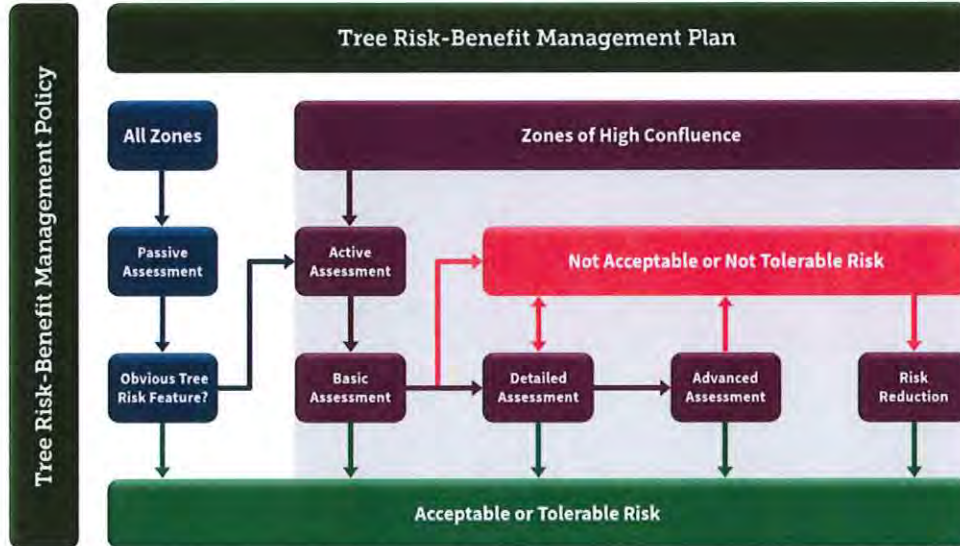 Tree Risk-Benefit Management Policy
Tree Risk-Benefit Management Plan
All Zones
Zones of High Confluence
Passive
Assessment
Active
Assessment
Not Acceptable or Not Tolerable Risk
Obvious Tree
Risk Feature?
Basic
Assessment
Detailed
Assessment
Advanced
Assessment
Risk
Reduction
Acceptable or Tolerable Risk